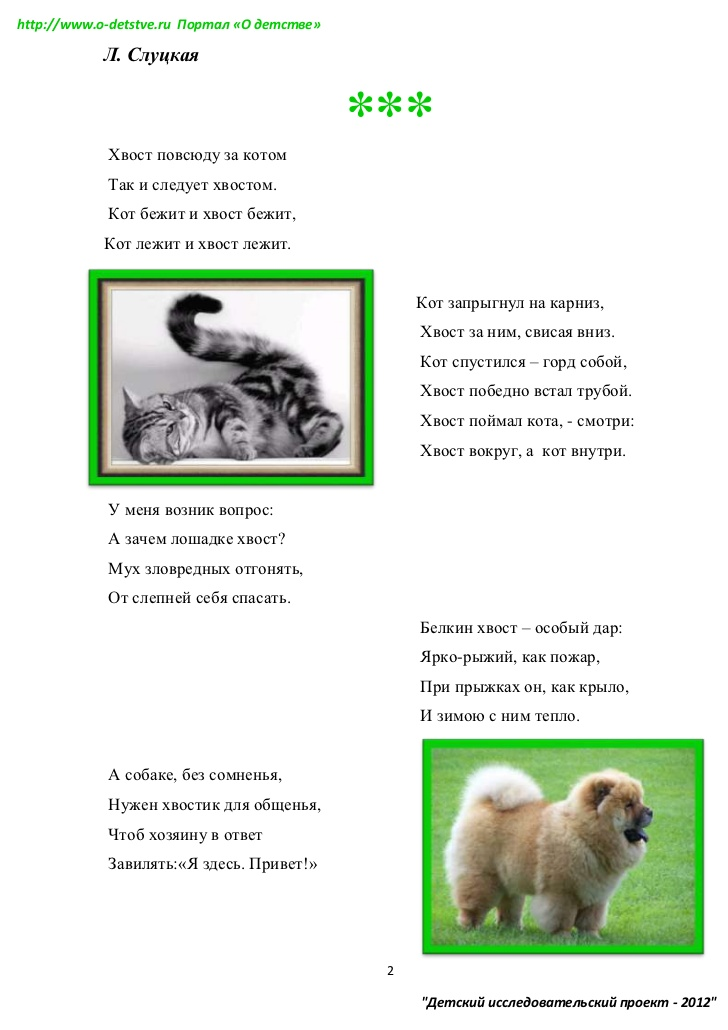 http://www.o-detstve.ru Портал «О детстве»
Л. Слуцкая
***
Хвост повсюду за котом
Так и следует хвостом.
Кот бежит и хвост бежит,
Кот лежит и хвост лежит.
Кот запрыгнул на карниз,
Хвост за ним, свисая вниз.
Кот спустился – горд собой,
Хвост победно встал трубой.
Хвост поймал кота, - смотри:
Хвост вокруг, а кот внутри.
У меня возник вопрос:
А зачем лошадке хвост?
Мух зловредных отгонять,
От слепней себя спасать.
Белкин хвост – особый дар:
Ярко-рыжий, как пожар,
При прыжках он, как крыло,
И зимою с ним тепло.
А собаке, без сомненья,
Нужен хвостик для общенья,
Чтоб хозяину в ответ
Завилять:«Я здесь. Привет!»
2
"Детский исследовательский проект - 2012"